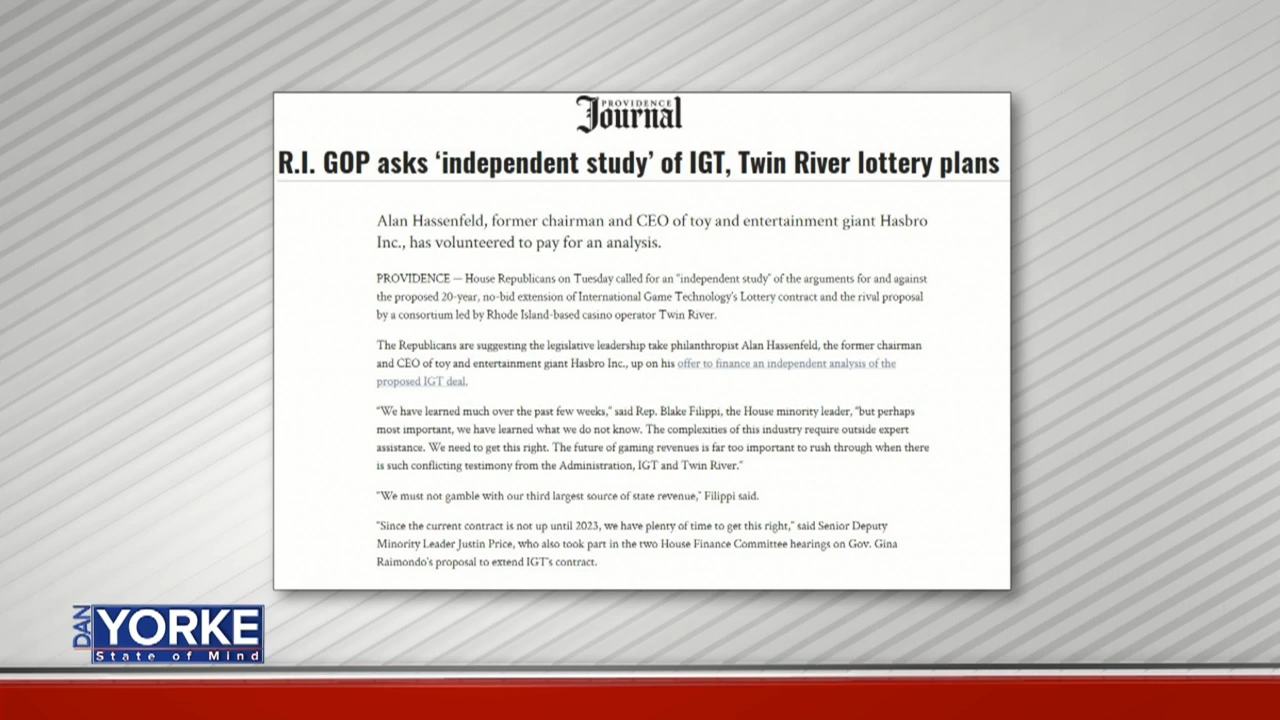 PROVIDENCE
Journal
R.I. GOP asks ‘independent study’ of IGT, Twin River lottery plans
Alan Hassenfeld, former chairman and CEO of toy and entertainment giant Hasbro
Inc., has volunteered to pay for an analysis.
PROVIDENCE — House Republicans on Tuesday called for an "independent study" of the arguments for and against
the proposed 20-year, no-bid extension of International Game Technology's Lottery contract and the rival proposal
by a consortium led by Rhode Island-based casino operator Twin River.
The Republicans are suggesting the legislative leadership take philanthropist Alan Hassenfeld, the former chairman
and CEO of toy and entertainment giant Hasbro Inc., up on his offer to finance an independent analysis of the
proposed IGT deal.
"We have learned much over the past few weeks," said Rep. Blake Filippi, the House minority leader, "but perhaps
most important, we have learned what we do not know. The complexities of this industry require outside expert
assistance. We need to get this right. The future of gaming revenues is far too important to rush through when there
is such conflicting testimony from the Administration, IGT and Twin River."
"We must not gamble with our third largest source of state revenue," Filippi said.
"Since the current contract is not up until 2023, we have plenty of time to get this right," said Senior Deputy
Minority Leader Justin Price, who also took part in the two House Finance Committee hearings on Gov. Gina
Raimondo's proposal to extend IGT's contract.
DAN
YORKE
State of Mind